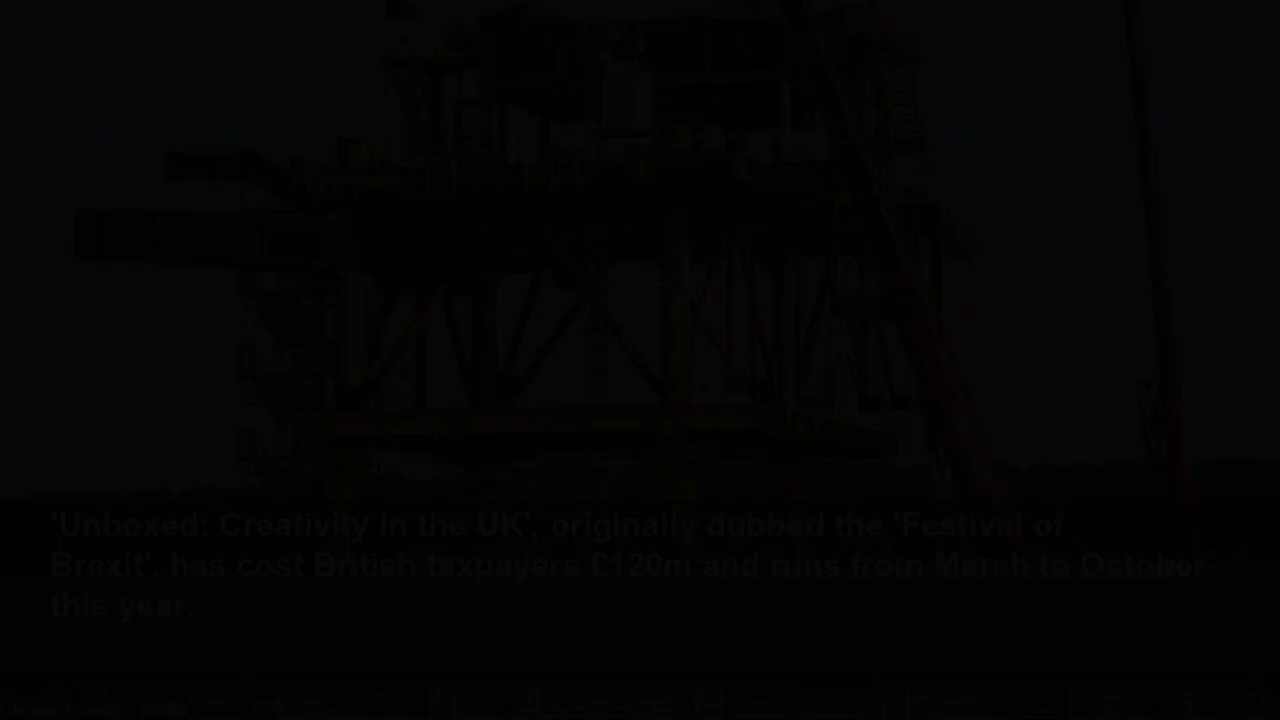 'Unboxed: Creativity in the UK', originally dubbed the 'Festival of
Brexit', has cost British taxpayers £120m and runs from March to October
this year.